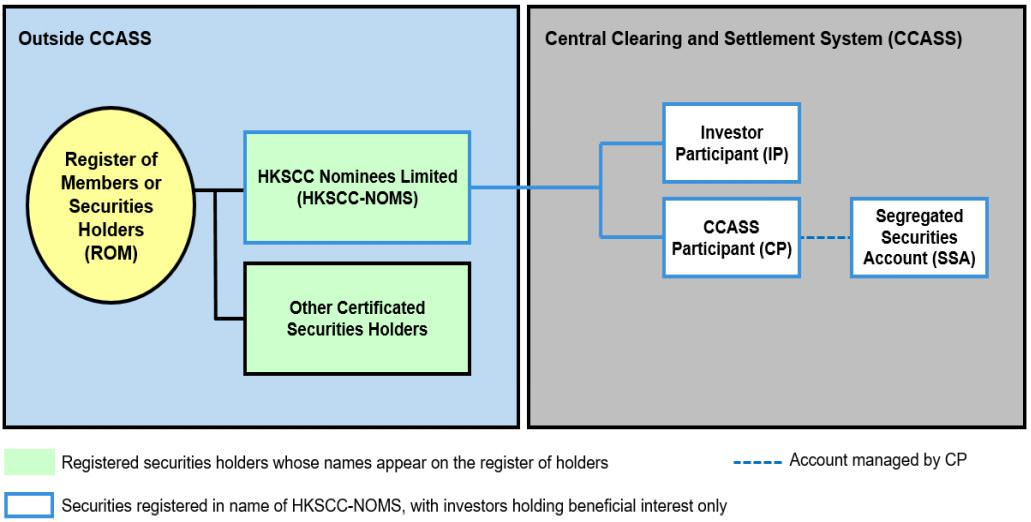 Outside CCASS
Central Clearing and Settlement System (CCASS)
Register of
Members or
Securities
Holders
(ROM)
HKSCC Nominees Limited
(HKSCC-NOMS)
Other Certificated
Securities Holders
Investor
Participant (IP)
CCASS
Participant (CP)
Segregated
Securities
Account (SSA)
Registered securities holders whose names appear on the register of holders
Account managed by CP
Securities registered in name of HKSCC-NOMS, with investors holding beneficial interest only